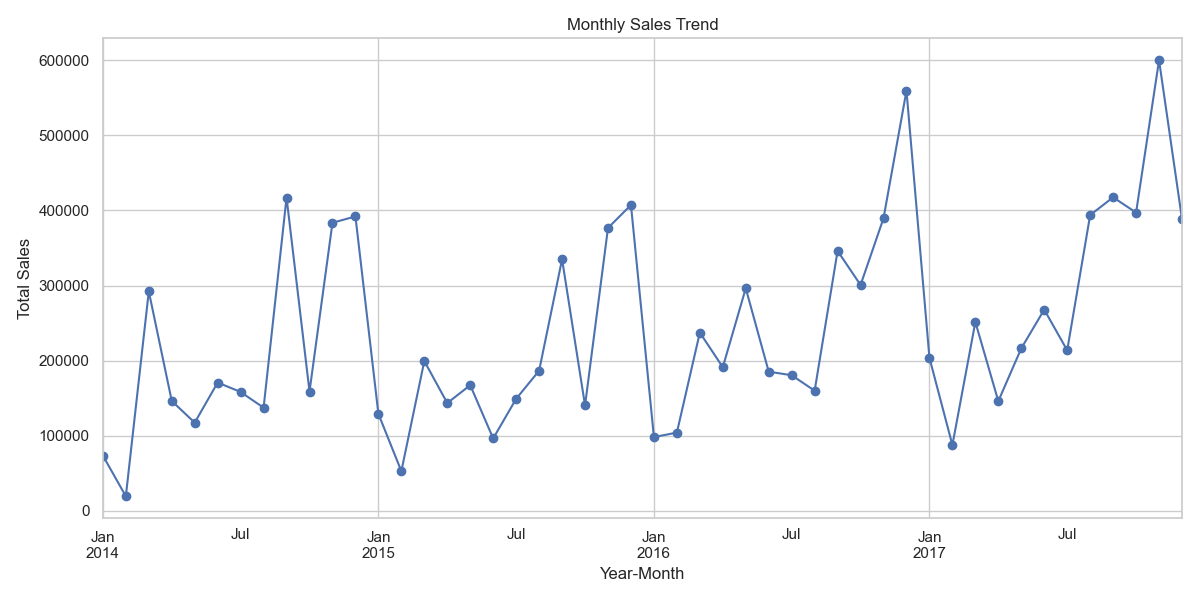 Monthly Sales Trend
600000
500000
400000
300000
200000
100000
0
Total Sales
Jan Jul Jan Jul Jan Jul Jan Jul
2014 2015 2016 2017
Year-Month